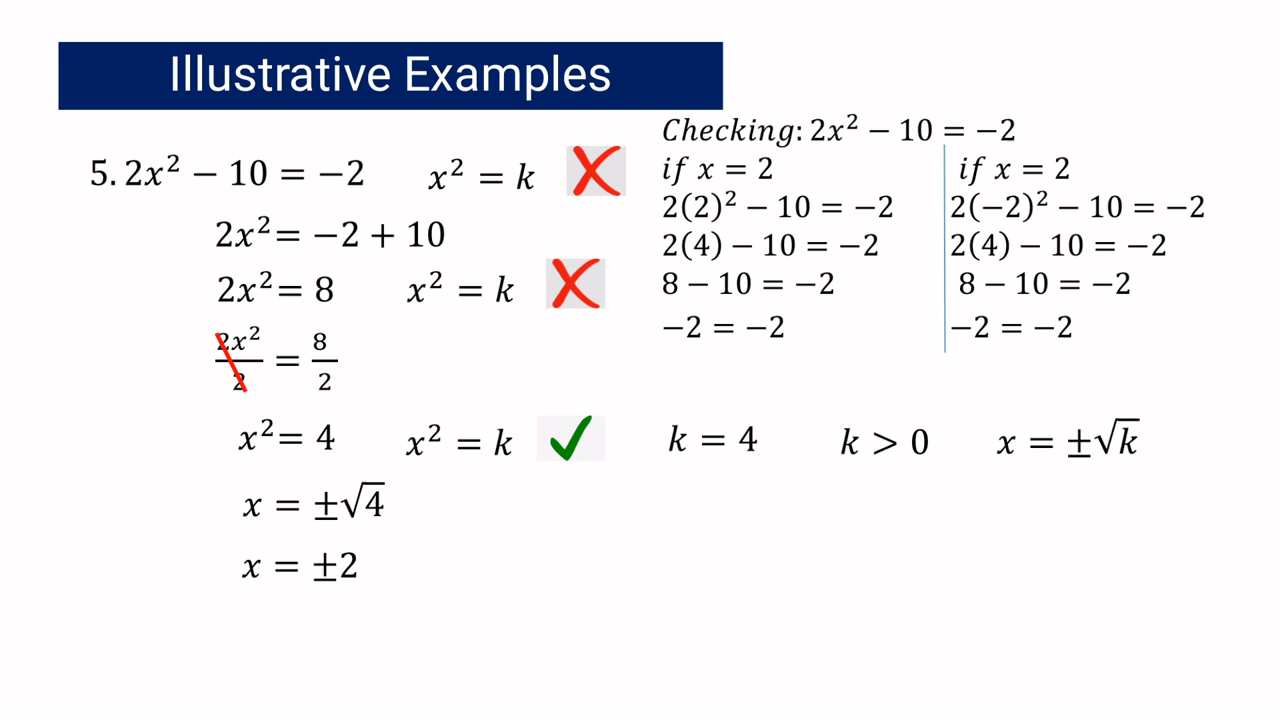 Illustrative Examples
5. 2x² − 10 = −2 x² = k
2x² = −2 + 10
2x² = 8 x² = k
2x²/2 = 8/2
x² = 4 x² = k
x = ±√4
x = ±2
Checking: 2x² − 10 = −2
if x = 2
2(2)² − 10 = −2
2(4) − 10 = −2
8 − 10 = −2
−2 = −2
if x = 2
2(−2)² − 10 = −2
2(4) − 10 = −2
8 − 10 = −2
−2 = −2
k = 4 k > 0 x = ±√k